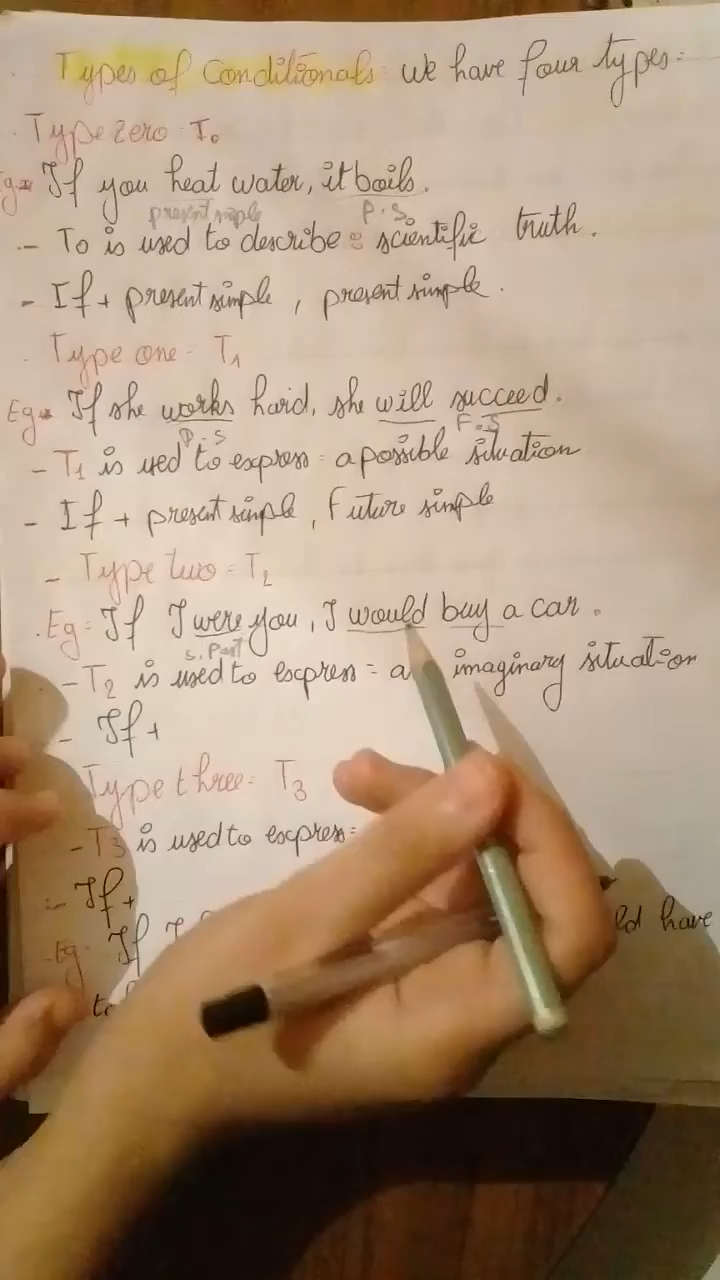 Types of Conditionals we have four types:
Type zero: T0
Eg: If you heat water, it boils.
present simple P.S
- T0 is used to describe: scientific truth.
- If + present simple, present simple.
Type one: T1
Eg: If she works hard, she will succeed.
P.S F.S
- T1 is used to express: a possible situation
- If + present simple, Future simple
- Type two: T2
Eg: If I were you, I would buy a car.
S. Past
- T2 is used to express: a imaginary situation
- If +
Type three: T3
- T3 is used to express:
- If +
Eg: If I ld have